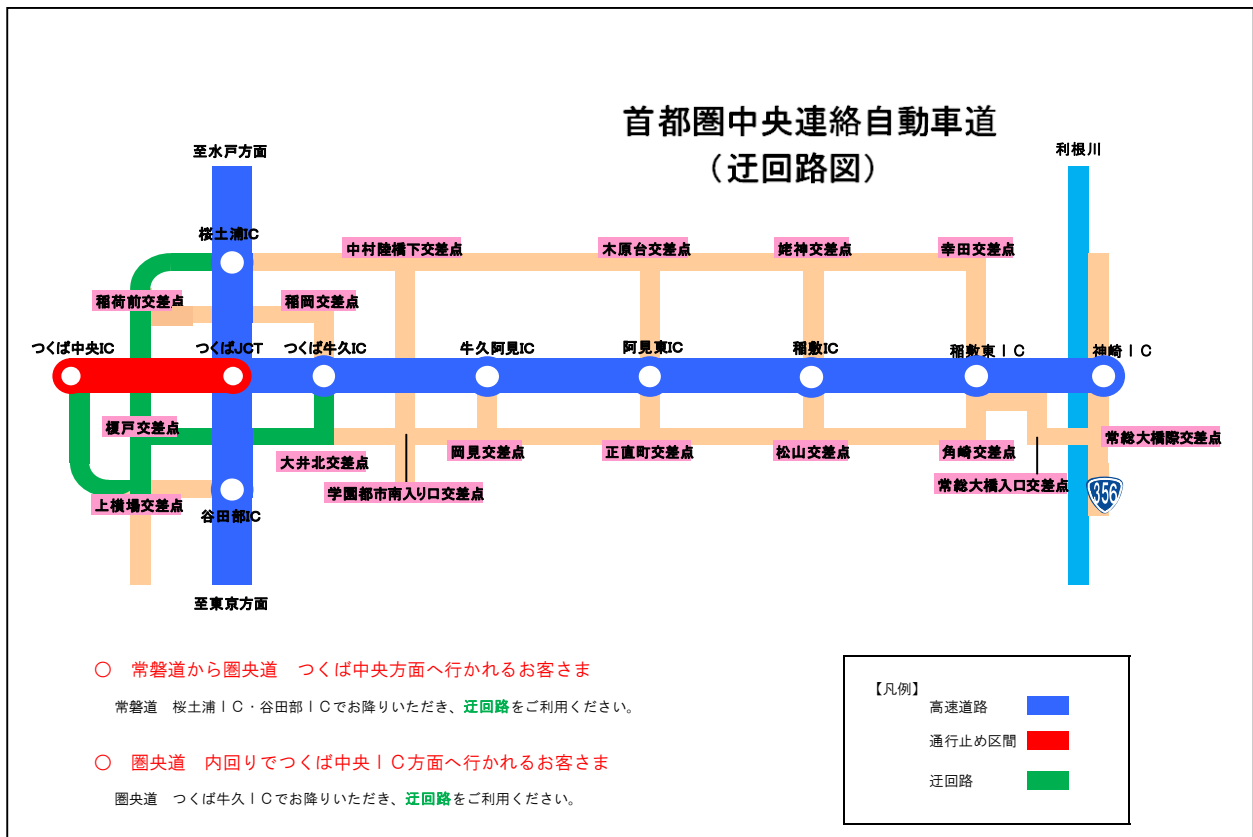 首都圏中央連絡自動車道
（迂回路図）
至水戸方面
利根川
桜土浦IC
中村陸橋下交差点
木原台交差点
姥神交差点
幸田交差点
稲荷前交差点
稲岡交差点
つくば中央IC
つくばJCT
つくば牛久IC
牛久阿見IC
阿見東IC
稲敷IC
稲敷東ＩＣ
神崎ＩＣ
榎戸交差点
大井北交差点
岡見交差点
正直町交差点
松山交差点
角崎交差点
常総大橋際交差点
学園都市南入り口交差点
常総大橋入口交差点
356
上横場交差点
谷田部IC
至東京方面
○　常磐道から圏央道　つくば中央方面へ行かれるお客さま
常磐道　桜土浦ＩＣ・谷田部ＩＣでお降りいただき、迂回路をご利用ください。
○　圏央道　内回りでつくば中央ＩＣ方面へ行かれるお客さま
圏央道　つくば牛久ＩＣでお降りいただき、迂回路をご利用ください。
【凡例】
高速道路
通行止め区間
迂回路